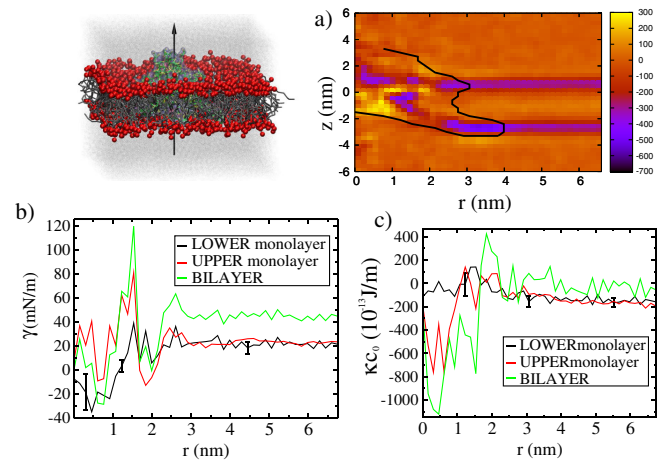 a)
z (nm)
6
4
2
0
-2
-4
-6
0 1 2 3 4 5 6
r (nm)
300
200
100
0
-100
-200
-300
-400
-500
-600
-700
b)
γ(mN/m)
120
100
80
60
40
20
0
-20
-40
LOWER monolayer
UPPER monolayer
BILAYER
0 1 2 3 4 5 6
r (nm)
c)
κc₀ (10⁻¹³J/m)
400
200
0
-200
-400
-600
-800
-1000
LOWERmonolayer
UPPERmonolayer
BILAYER
0 1 2 3 4 5 6
r (nm)